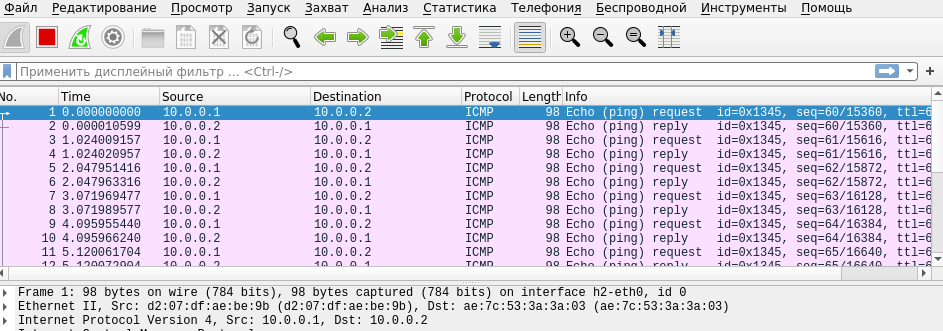 Файл Редактирование Просмотр Запуск Захват Анализ Статистика Телефония Беспроводной Инструменты Помощь
Применить дисплейный фильтр ... <Ctrl-/>
No. Time Source Destination Protocol Length Info
1 0.000000000 10.0.0.1 10.0.0.2 ICMP 98 Echo (ping) request id=0x1345, seq=60/15360, ttl=6
2 0.000010599 10.0.0.2 10.0.0.1 ICMP 98 Echo (ping) reply id=0x1345, seq=60/15360, ttl=6
3 1.024009157 10.0.0.1 10.0.0.2 ICMP 98 Echo (ping) request id=0x1345, seq=61/15616, ttl=6
4 1.024020957 10.0.0.2 10.0.0.1 ICMP 98 Echo (ping) reply id=0x1345, seq=61/15616, ttl=6
5 2.047951416 10.0.0.1 10.0.0.2 ICMP 98 Echo (ping) request id=0x1345, seq=62/15872, ttl=6
6 2.047963316 10.0.0.2 10.0.0.1 ICMP 98 Echo (ping) reply id=0x1345, seq=62/15872, ttl=6
7 3.071969477 10.0.0.1 10.0.0.2 ICMP 98 Echo (ping) request id=0x1345, seq=63/16128, ttl=6
8 3.071989577 10.0.0.2 10.0.0.1 ICMP 98 Echo (ping) reply id=0x1345, seq=63/16128, ttl=6
9 4.095955440 10.0.0.1 10.0.0.2 ICMP 98 Echo (ping) request id=0x1345, seq=64/16384, ttl=6
10 4.095966240 10.0.0.2 10.0.0.1 ICMP 98 Echo (ping) reply id=0x1345, seq=64/16384, ttl=6
11 5.120061704 10.0.0.1 10.0.0.2 ICMP 98 Echo (ping) request id=0x1345, seq=65/16640, ttl=6
12 5.120072904 10.0.0.2 10.0.0.1 ICMP 98 Echo (ping) reply id=0x1345, seq=65/16640, ttl=6
Frame 1: 98 bytes on wire (784 bits), 98 bytes captured (784 bits) on interface h2-eth0, id 0
Ethernet II, Src: d2:07:df:ae:be:9b (d2:07:df:ae:be:9b), Dst: ae:7c:53:3a:3a:03 (ae:7c:53:3a:3a:03)
Internet Protocol Version 4, Src: 10.0.0.1, Dst: 10.0.0.2